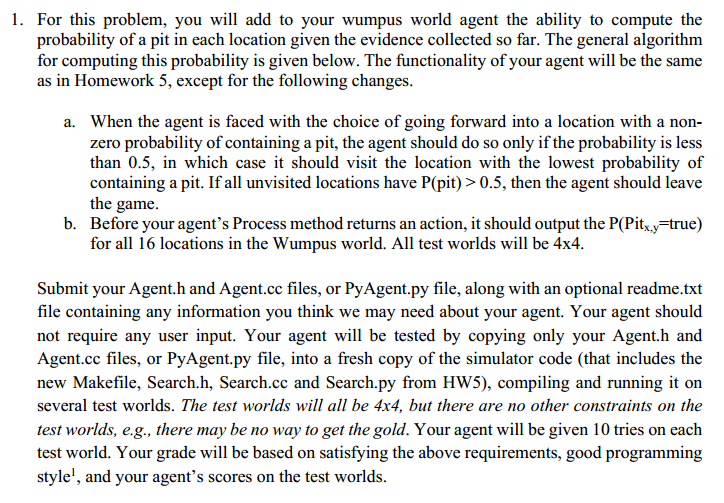 1. For this problem, you will add to your wumpus world agent the ability to compute the
probability of a pit in each location given the evidence collected so far. The general algorithm
for computing this probability is given below. The functionality of your agent will be the same
as in Homework 5, except for the following changes.
a. When the agent is faced with the choice of going forward into a location with a non-
zero probability of containing a pit, the agent should do so only if the probability is less
than 0.5, in which case it should visit the location with the lowest probability of
containing a pit. If all unvisited locations have P(pit) > 0.5, then the agent should leave
the game.
b. Before your agent's Process method returns an action, it should output the P(Pitx,y=true)
for all 16 locations in the Wumpus world. All test worlds will be 4x4.
Submit your Agent.h and Agent.cc files, or PyAgent.py file, along with an optional readme.txt
file containing any information you think we may need about your agent. Your agent should
not require any user input. Your agent will be tested by copying only your Agent.h and
Agent.cc files, or PyAgent.py file, into a fresh copy of the simulator code (that includes the
new Makefile, Search.h, Search.cc and Search.py from HW5), compiling and running it on
several test worlds. The test worlds will all be 4x4, but there are no other constraints on the
test worlds, e.g., there may be no way to get the gold. Your agent will be given 10 tries on each
test world. Your grade will be based on satisfying the above requirements, good programming
style¹, and your agent's scores on the test worlds.